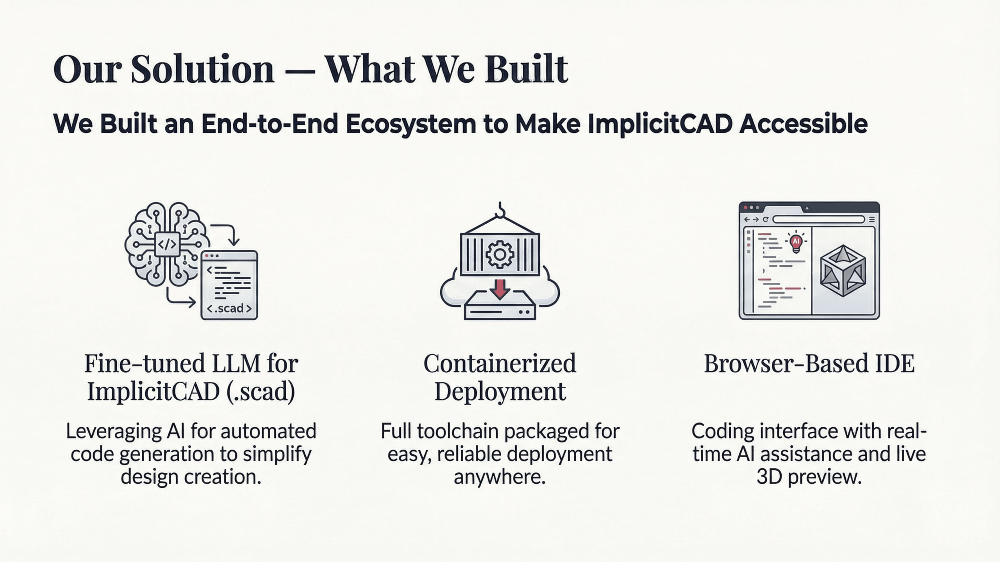 Our Solution — What We Built
We Built an End-to-End Ecosystem to Make ImplicitCAD Accessible
</>
<.scad>
AI
Fine-tuned LLM for
ImplicitCAD (.scad)
Leveraging AI for automated
code generation to simplify
design creation.
Containerized
Deployment
Full toolchain packaged for
easy, reliable deployment
anywhere.
Browser-Based IDE
Coding interface with real-
time AI assistance and live
3D preview.